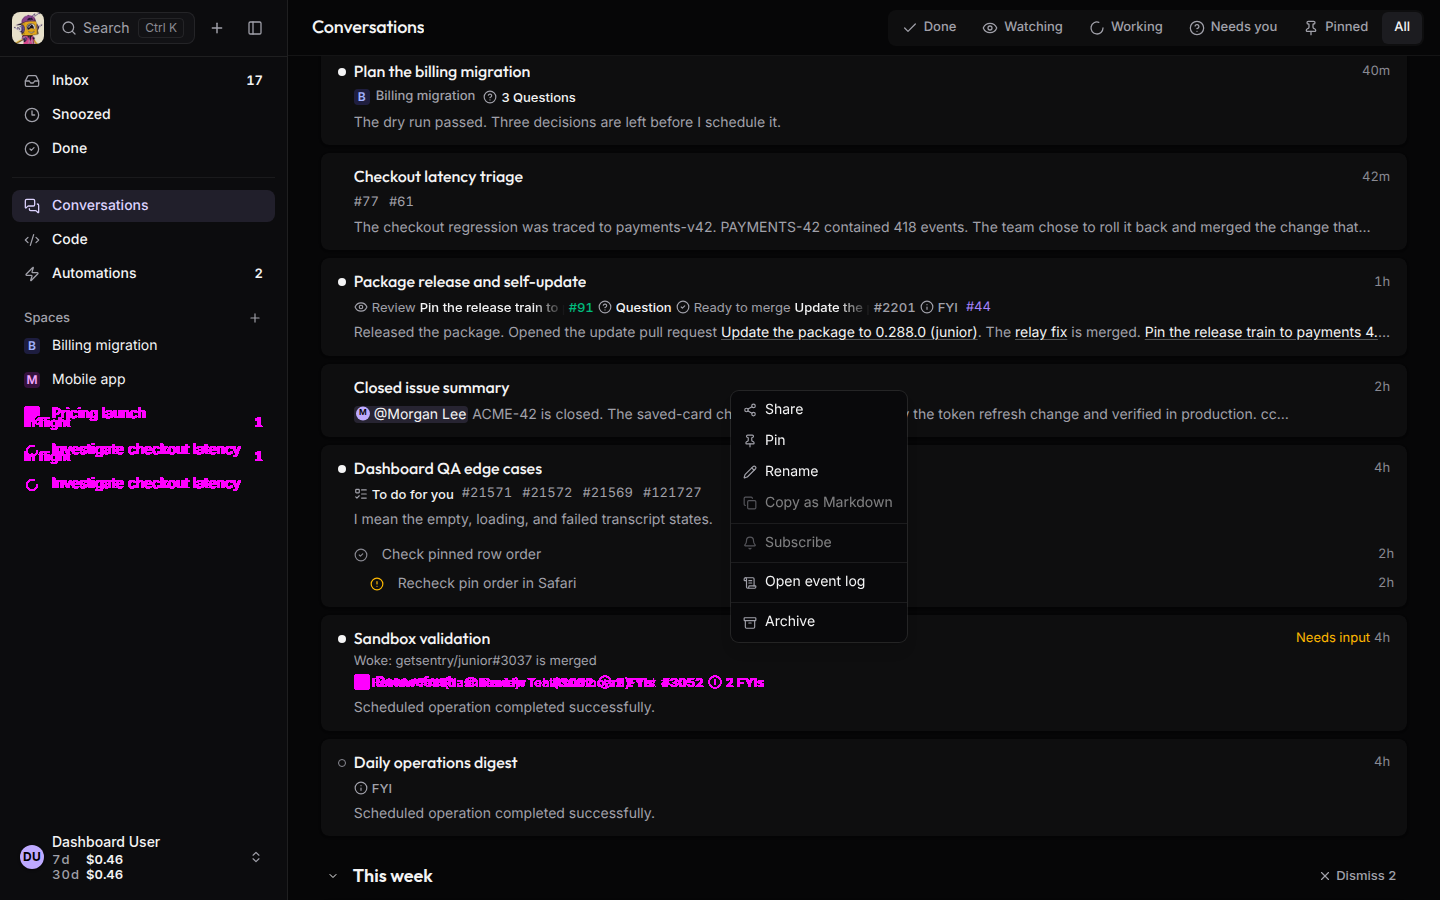 Search Ctrl K
Inbox 17
Snoozed
Done
Conversations
Code
Automations 2
Spaces
B Billing migration
M Mobile app
Pricing launch
In flight 1
Investigate checkout latency
In flight 1
Investigate checkout latency
DU Dashboard User
7d $0.46
30d $0.46
Conversations
Done Watching Working Needs you Pinned All
Plan the billing migration 40m
B Billing migration 3 Questions
The dry run passed. Three decisions are left before I schedule it.
Checkout latency triage 42m
#77 #61
The checkout regression was traced to payments-v42. PAYMENTS-42 contained 418 events. The team chose to roll it back and merged the change that...
Package release and self-update 1h
Review Pin the release train to #91 Question Ready to merge Update the #2201 FYI #44
Released the package. Opened the update pull request Update the package to 0.288.0 (junior). The relay fix is merged. Pin the release train to payments 4....
Closed issue summary 2h
M @Morgan Lee ACME-42 is closed. The saved-card ch y the token refresh change and verified in production. cc...
Share
Pin
Rename
Copy as Markdown
Subscribe
Open event log
Archive
Dashboard QA edge cases 4h
To do for you #21571 #21572 #21569 #121727
I mean the empty, loading, and failed transcript states.
Check pinned row order 2h
Recheck pin order in Safari 2h
Sandbox validation Needs input 4h
Woke: getsentry/junior#3037 is merged
#3052 2 FYIs
Scheduled operation completed successfully.
Daily operations digest 4h
FYI
Scheduled operation completed successfully.
This week Dismiss 2